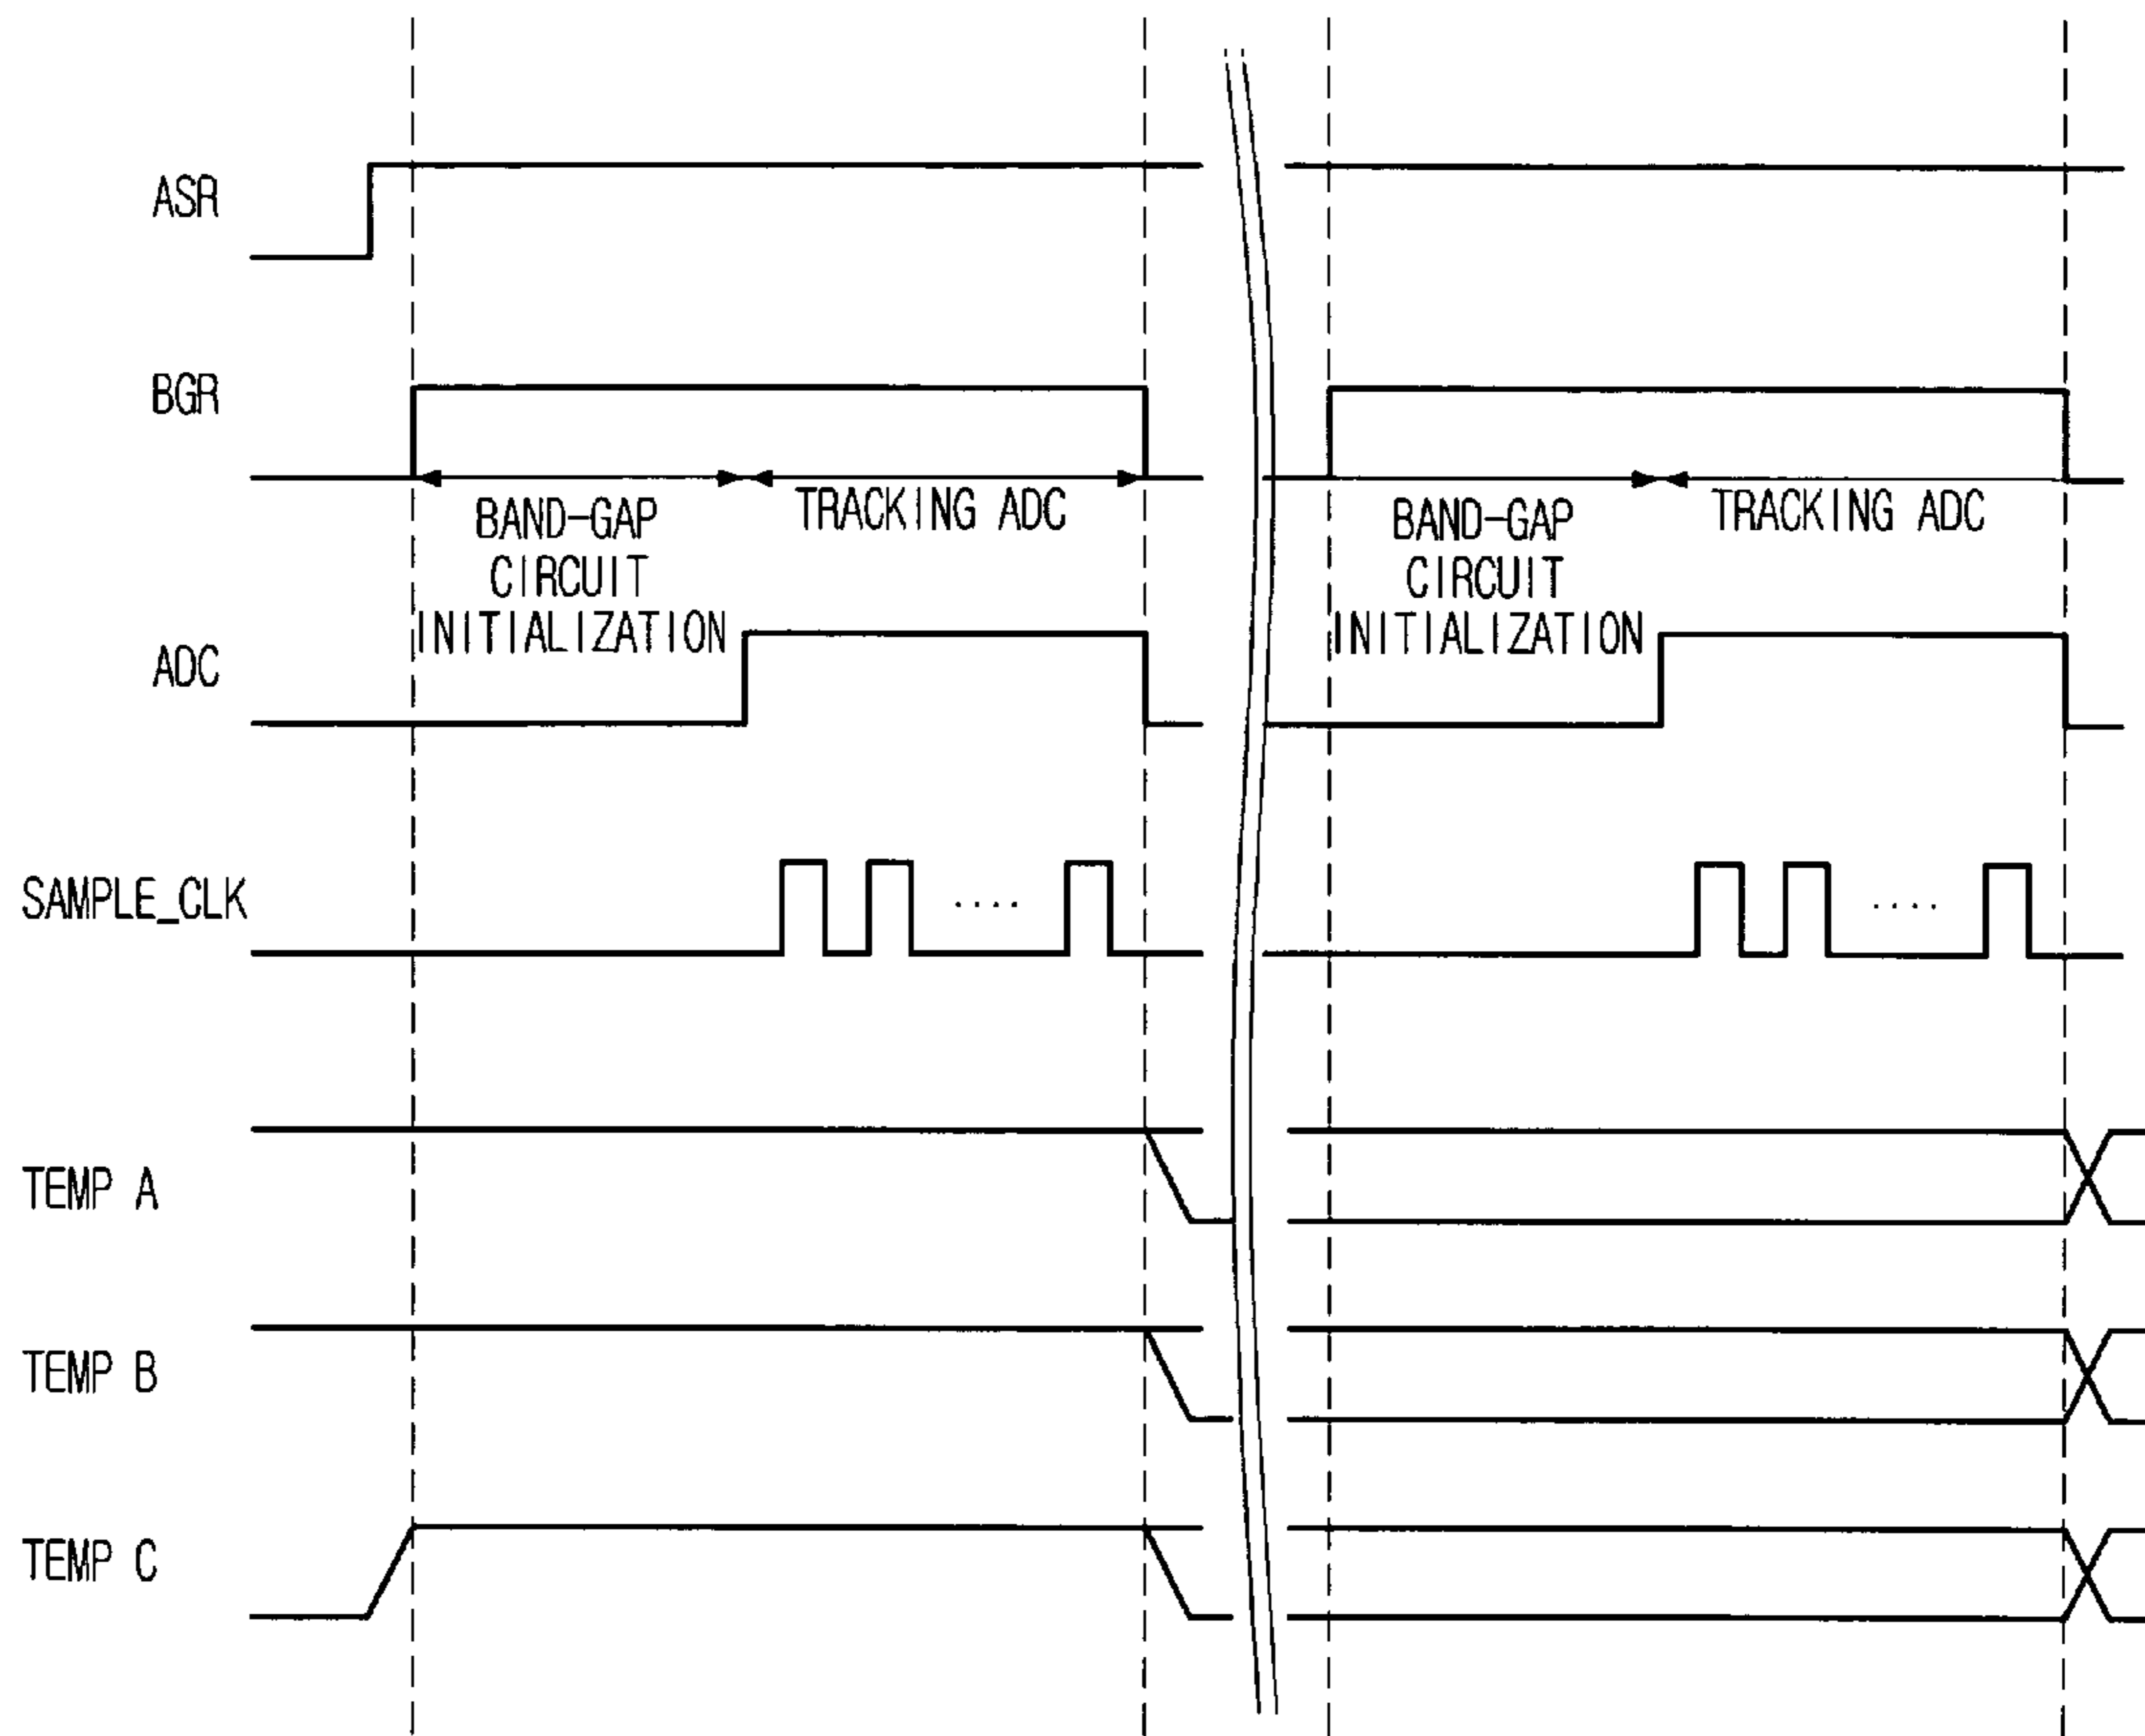 ASR
BGR
BAND-GAP
CIRCUIT
INITIALIZATION
TRACKING ADC
BAND-GAP
CIRCUIT
INITIALIZATION
TRACKING ADC
ADC
SAMPLE_CLK
....
....
TEMP A
TEMP B
TEMP C